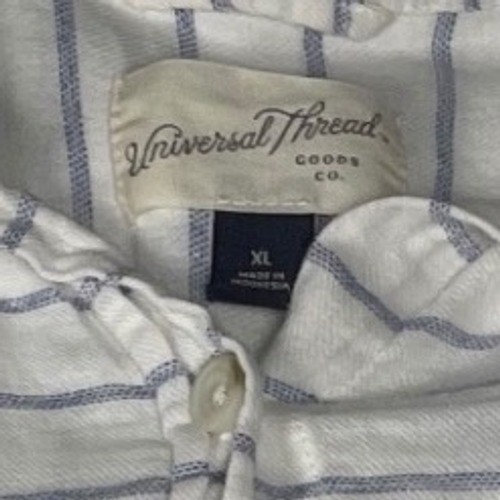 Universal Thread
GOODS
CO.
XL
MADE IN
INDONESIA